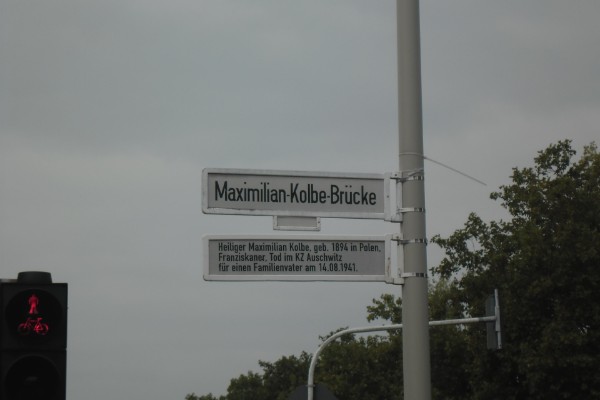 Maximilian-Kolbe-Brücke
Heiliger Maximilian Kolbe, geb. 1894 in Polen,
Franziskaner. Tod im KZ Auschwitz
für einen Familienvater am 14.08.1941.